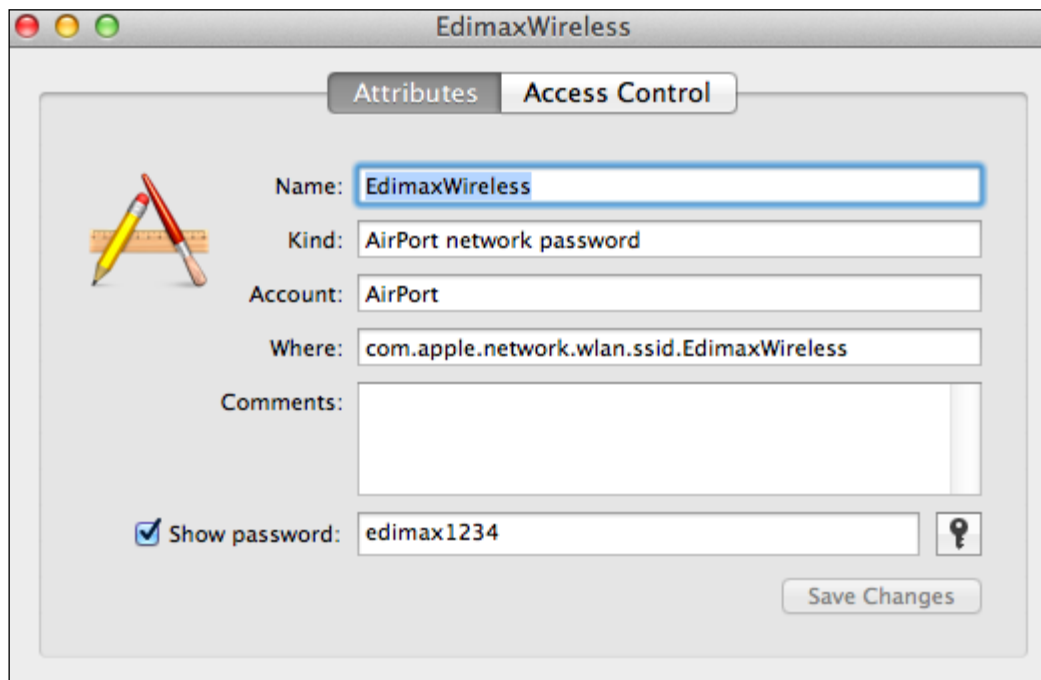 EdimaxWireless
Attributes Access Control
Name: EdimaxWireless
Kind: AirPort network password
Account: AirPort
Where: com.apple.network.wlan.ssid.EdimaxWireless
Comments:
Show password: edimax1234
Save Changes